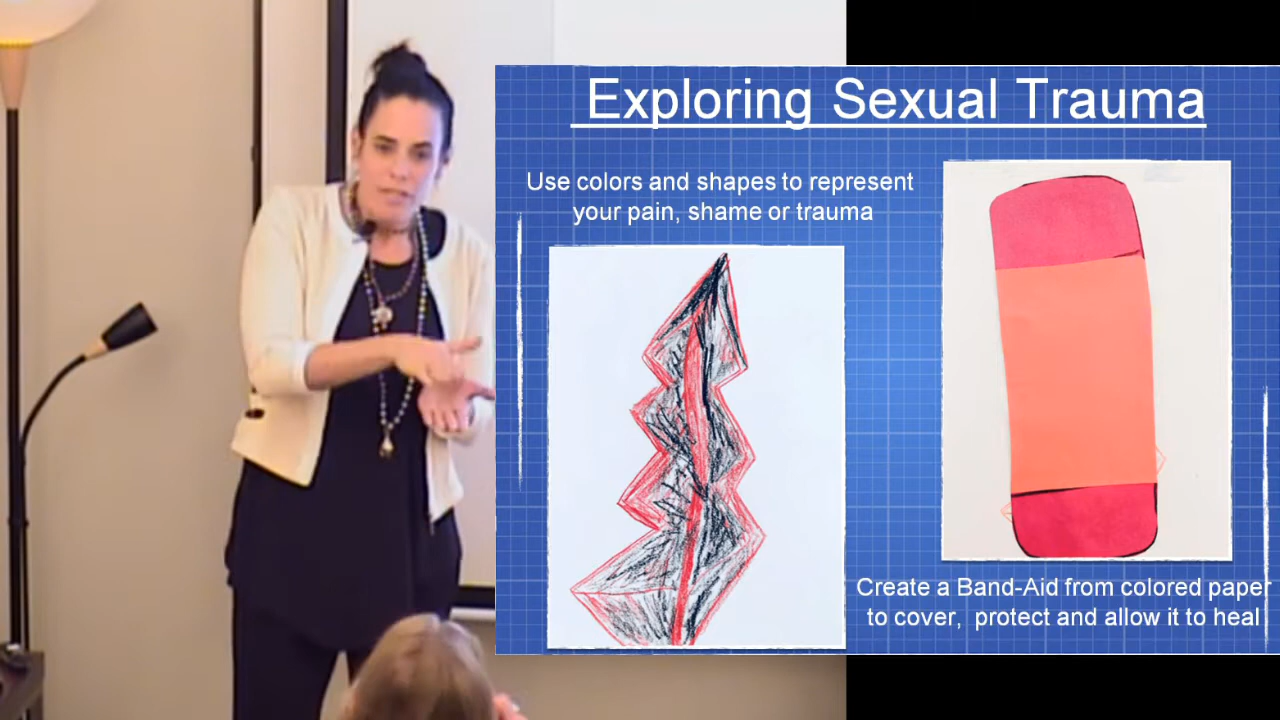 Exploring Sexual Trauma
Use colors and shapes to represent
your pain, shame or trauma
Create a Band-Aid from colored paper
to cover, protect and allow it to heal